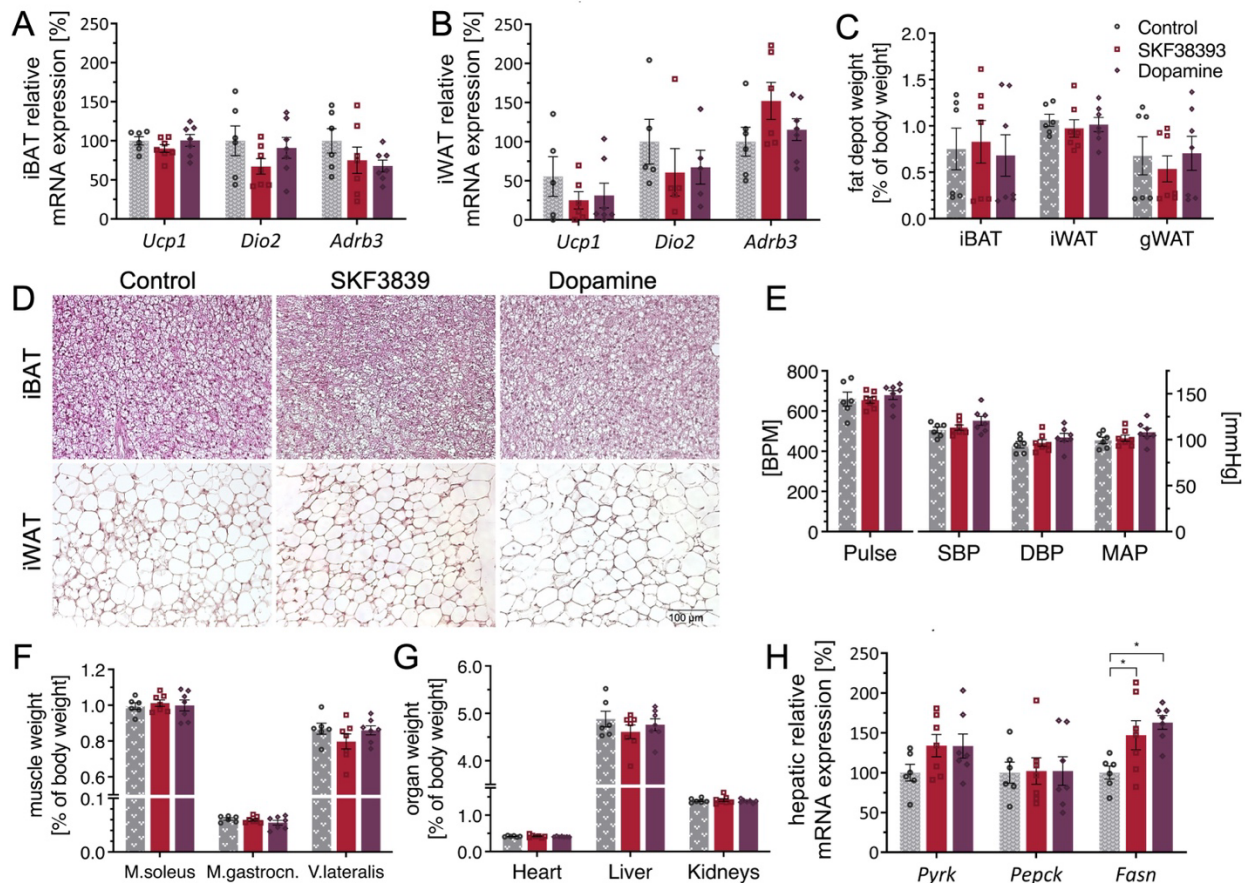 A
iBAT relative
mRNA expression [%]
250
200
150
100
50
0
Ucp1 Dio2 Adrb3
B
iWAT relative
mRNA expression [%]
250
200
150
100
50
0
Ucp1 Dio2 Adrb3
C
fat depot weight
[% of body weight]
2.0
1.5
1.0
0.5
0.0
iBAT iWAT gWAT
Control
SKF38393
Dopamine
D
Control SKF3839 Dopamine
iBAT
iWAT
100 µm
E
[BPM]
800
600
400
200
0
[mmHg]
150
100
50
0
Pulse SBP DBP MAP
F
muscle weight
[% of body weight]
1.2
1.0
0.8
0.6
0.1
0.0
M.soleus M.gastrocn. V.lateralis
G
organ weight
[% of body weight]
6.0
5.0
4.0
1.0
0.0
Heart Liver Kidneys
H
hepatic relative
mRNA expression [%]
250
200
150
100
50
0
* *
Pyrk Pepck Fasn